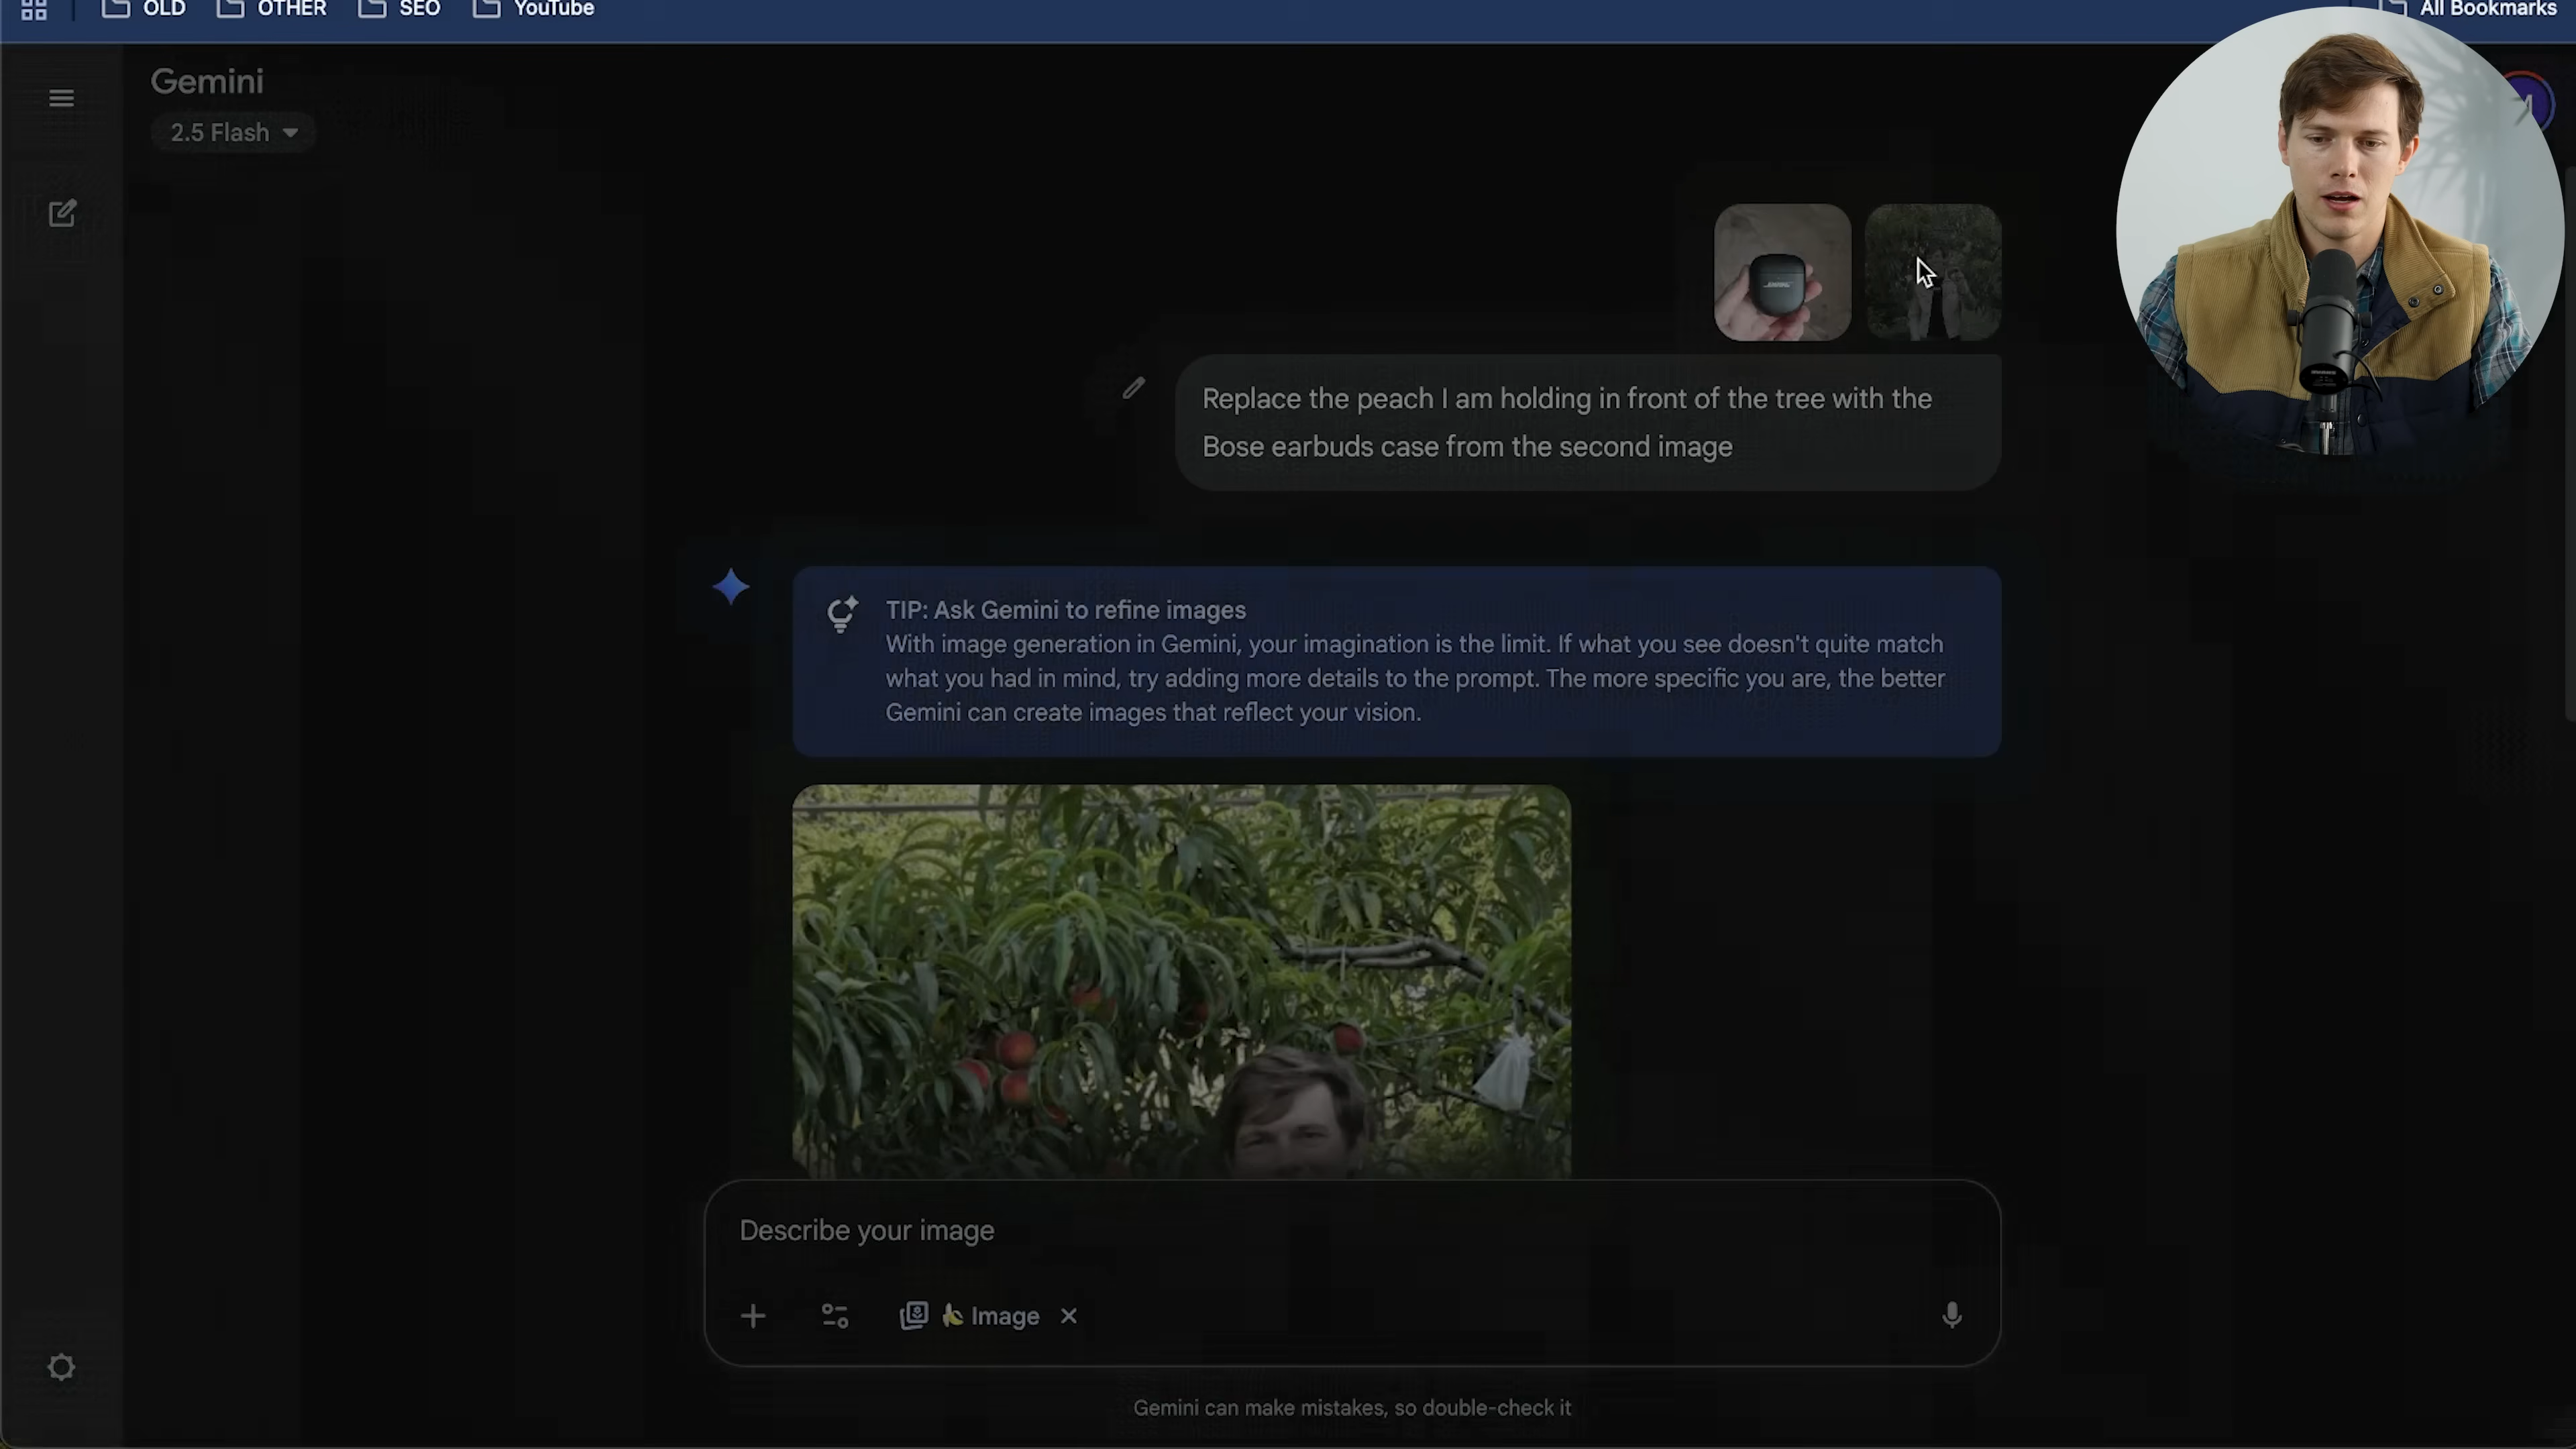 OLD
OTHER
SEO
YouTube
All Bookmarks
Gemini
2.5 Flash
Replace the peach I am holding in front of the tree with the
Bose earbuds case from the second image
TIP: Ask Gemini to refine images
With image generation in Gemini, your imagination is the limit. If what you see doesn't quite match
what you had in mind, try adding more details to the prompt. The more specific you are, the better
Gemini can create images that reflect your vision.
Describe your image
Image
Gemini can make mistakes, so double-check it